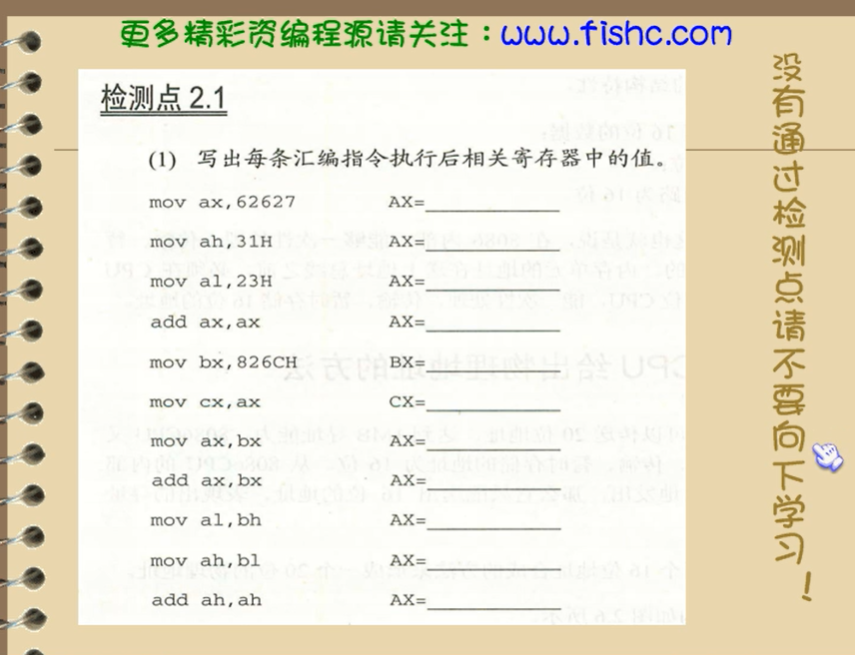 更多精彩资编程源请关注：www.fishc.com
检测点 2.1
(1) 写出每条汇编指令执行后相关寄存器中的值。
mov ax,62627 AX=
mov ah,31H AX=
mov al,23H AX=
add ax,ax AX=
mov bx,826CH BX=
mov cx,ax CX=
mov ax,bx AX=
add ax,bx AX=
mov al,bh AX=
mov ah,bl AX=
add ah,ah AX=
没有通过检测点请不要向下学习！